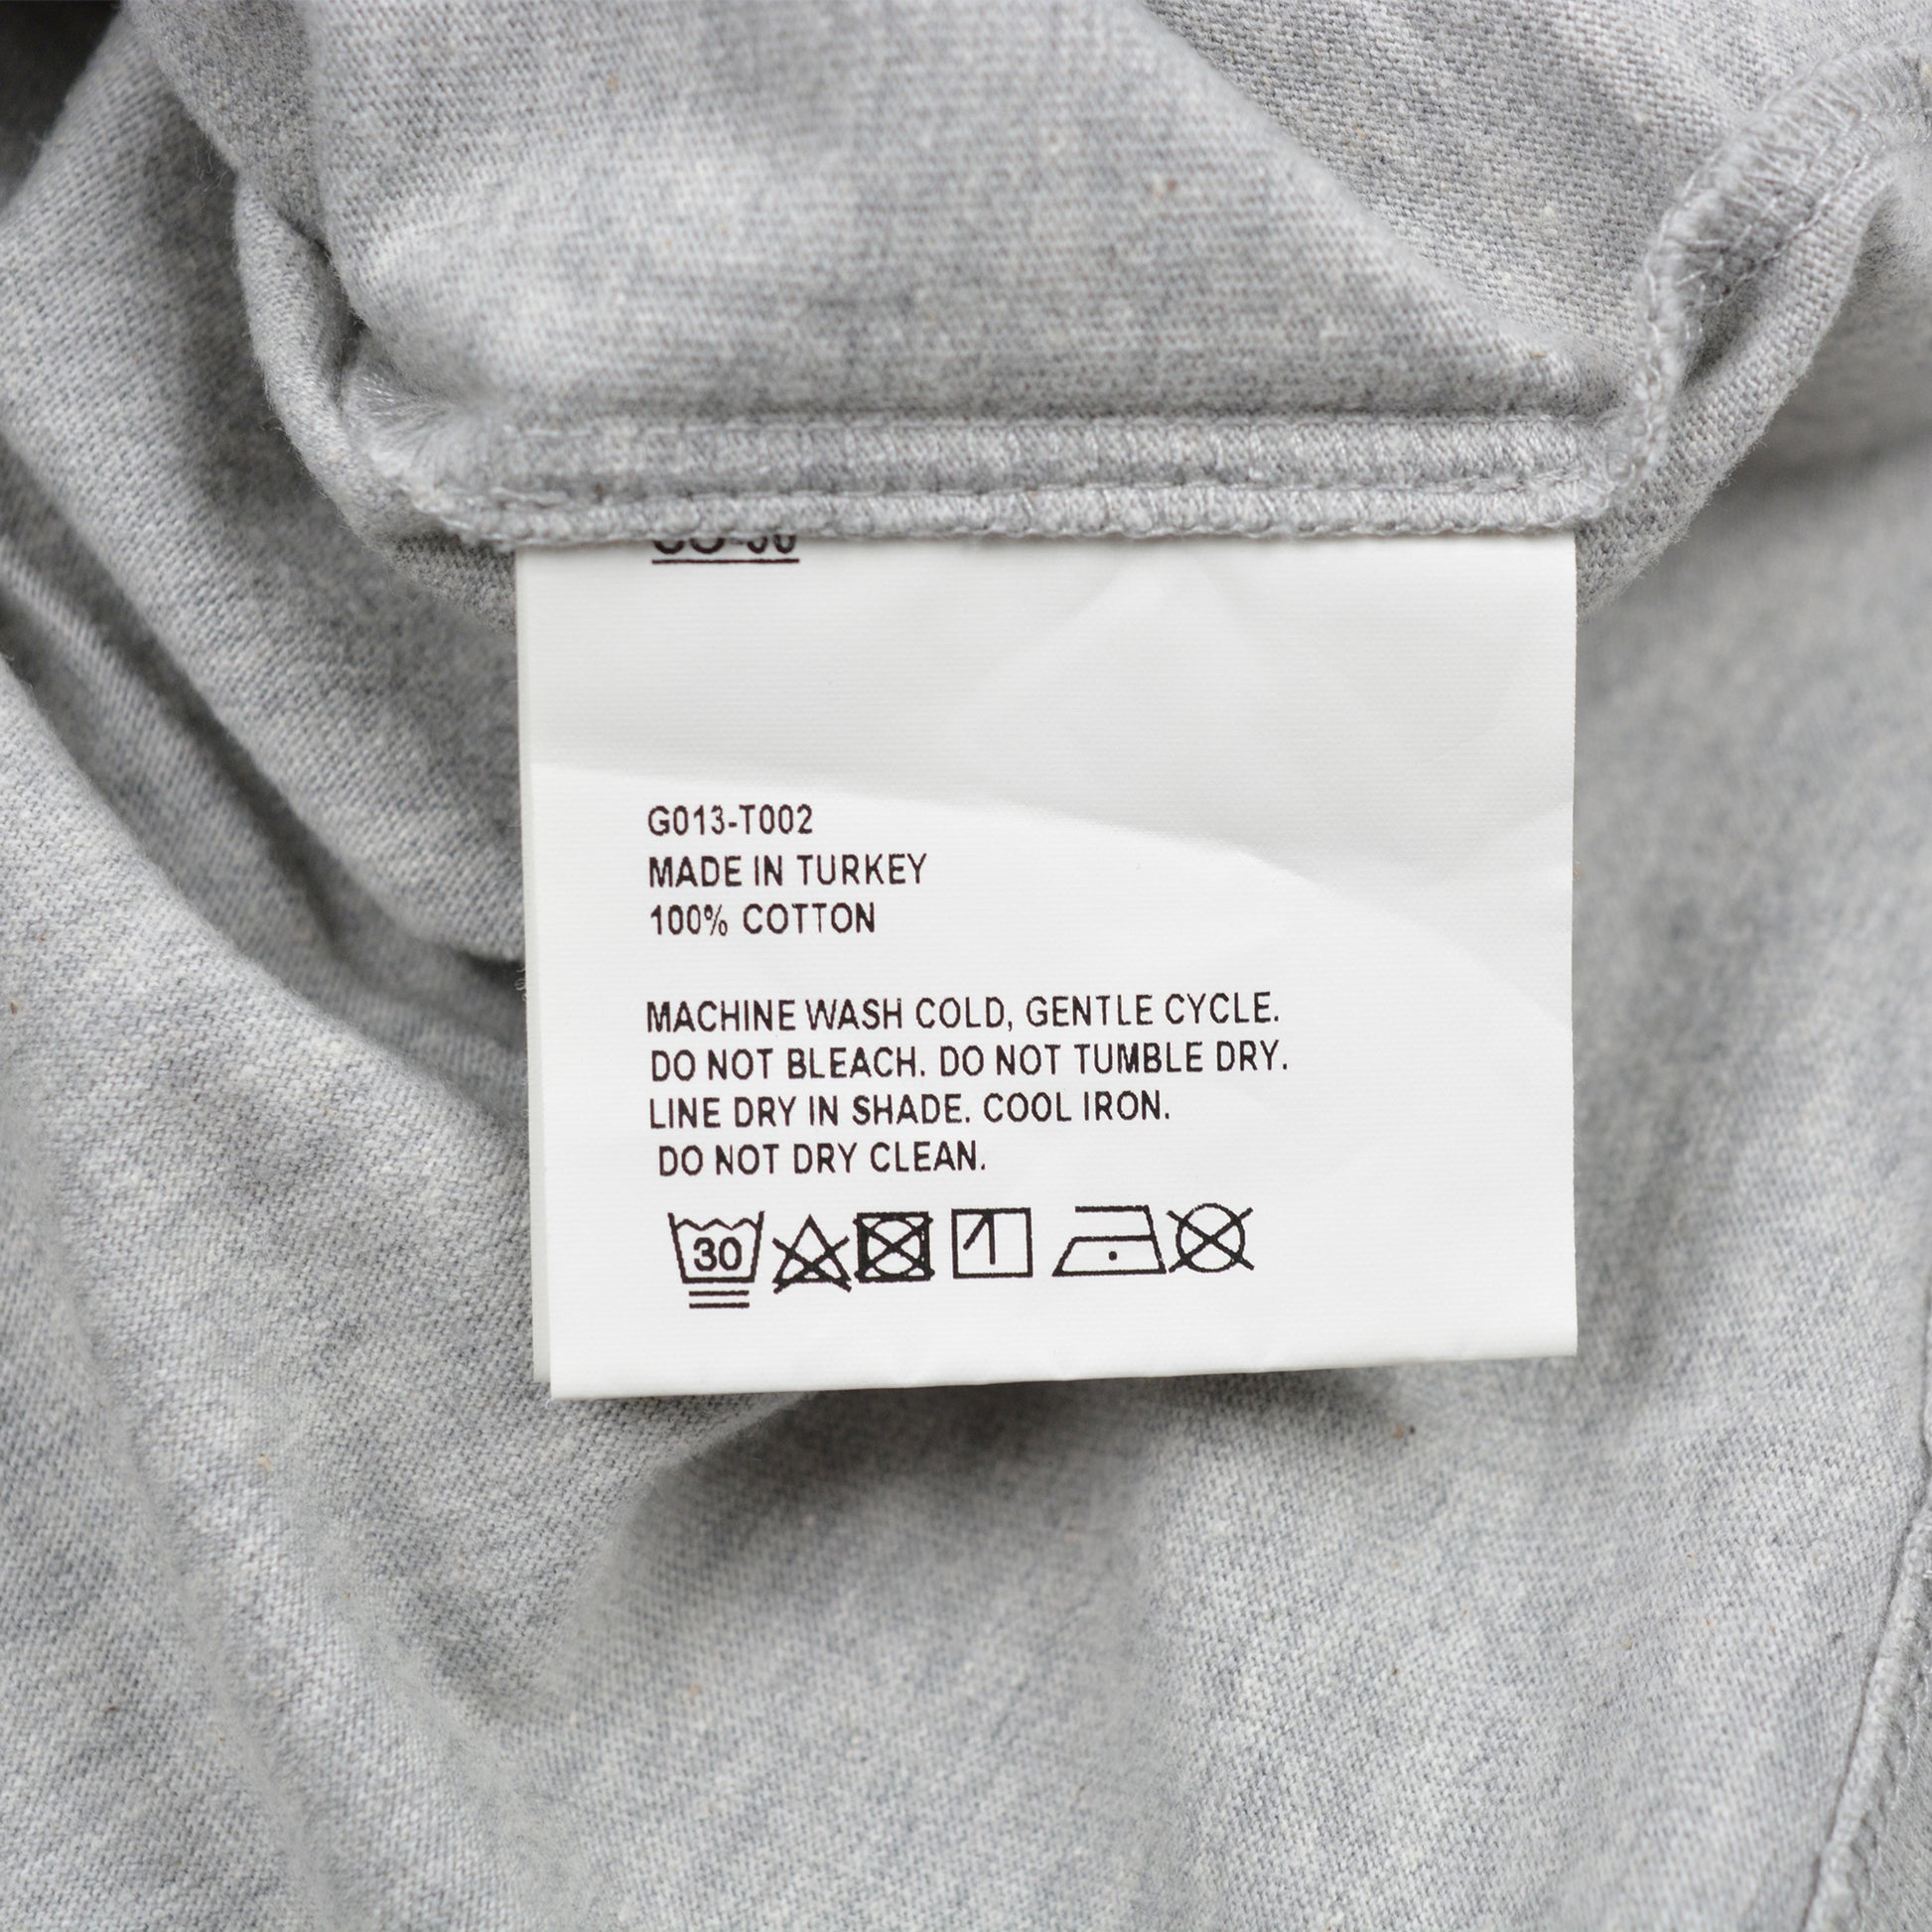 G013-T002
MADE IN TURKEY
100% COTTON
MACHINE WASH COLD, GENTLE CYCLE.
DO NOT BLEACH. DO NOT TUMBLE DRY.
LINE DRY IN SHADE. COOL IRON.
DO NOT DRY CLEAN.
30